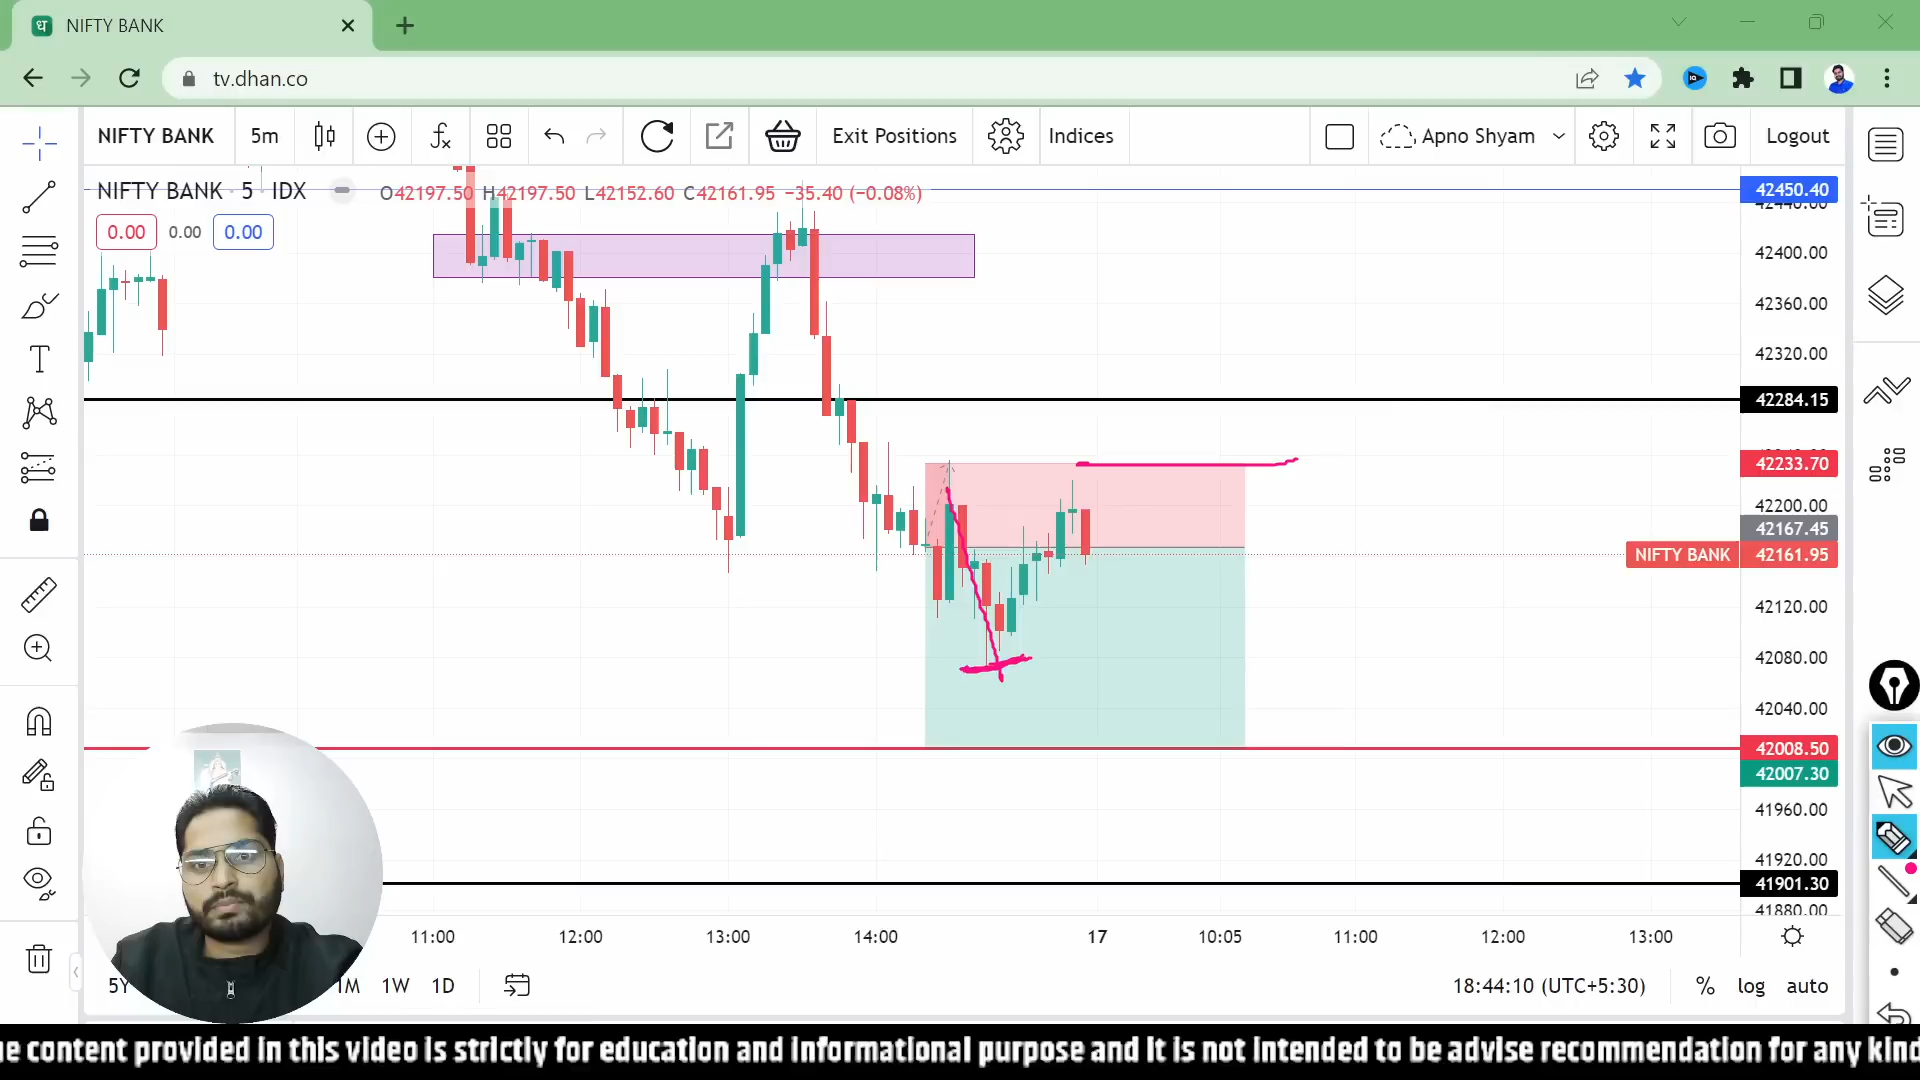 ध NIFTY BANK
tv.dhan.co
NIFTY BANK 5m Exit Positions Indices Apno Shyam Logout
NIFTY BANK · 5 IDX O42197.50 H42197.50 L42152.60 C42161.95 −35.40 (−0.08%)
0.00 0.00 0.00
42450.40
42440.00
42400.00
42360.00
42320.00
42284.15
42233.70
42200.00
42167.45
NIFTY BANK 42161.95
42120.00
42080.00
42040.00
42008.50
42007.30
41960.00
41920.00
41901.30
41880.00
11:00 12:00 13:00 14:00 17 10:05 11:00 12:00 13:00
5Y 1M 1W 1D 18:44:10 (UTC+5:30) % log auto
e content provided in this video is strictly for education and informational purpose and it is not intended to be advise recommendation for any kind